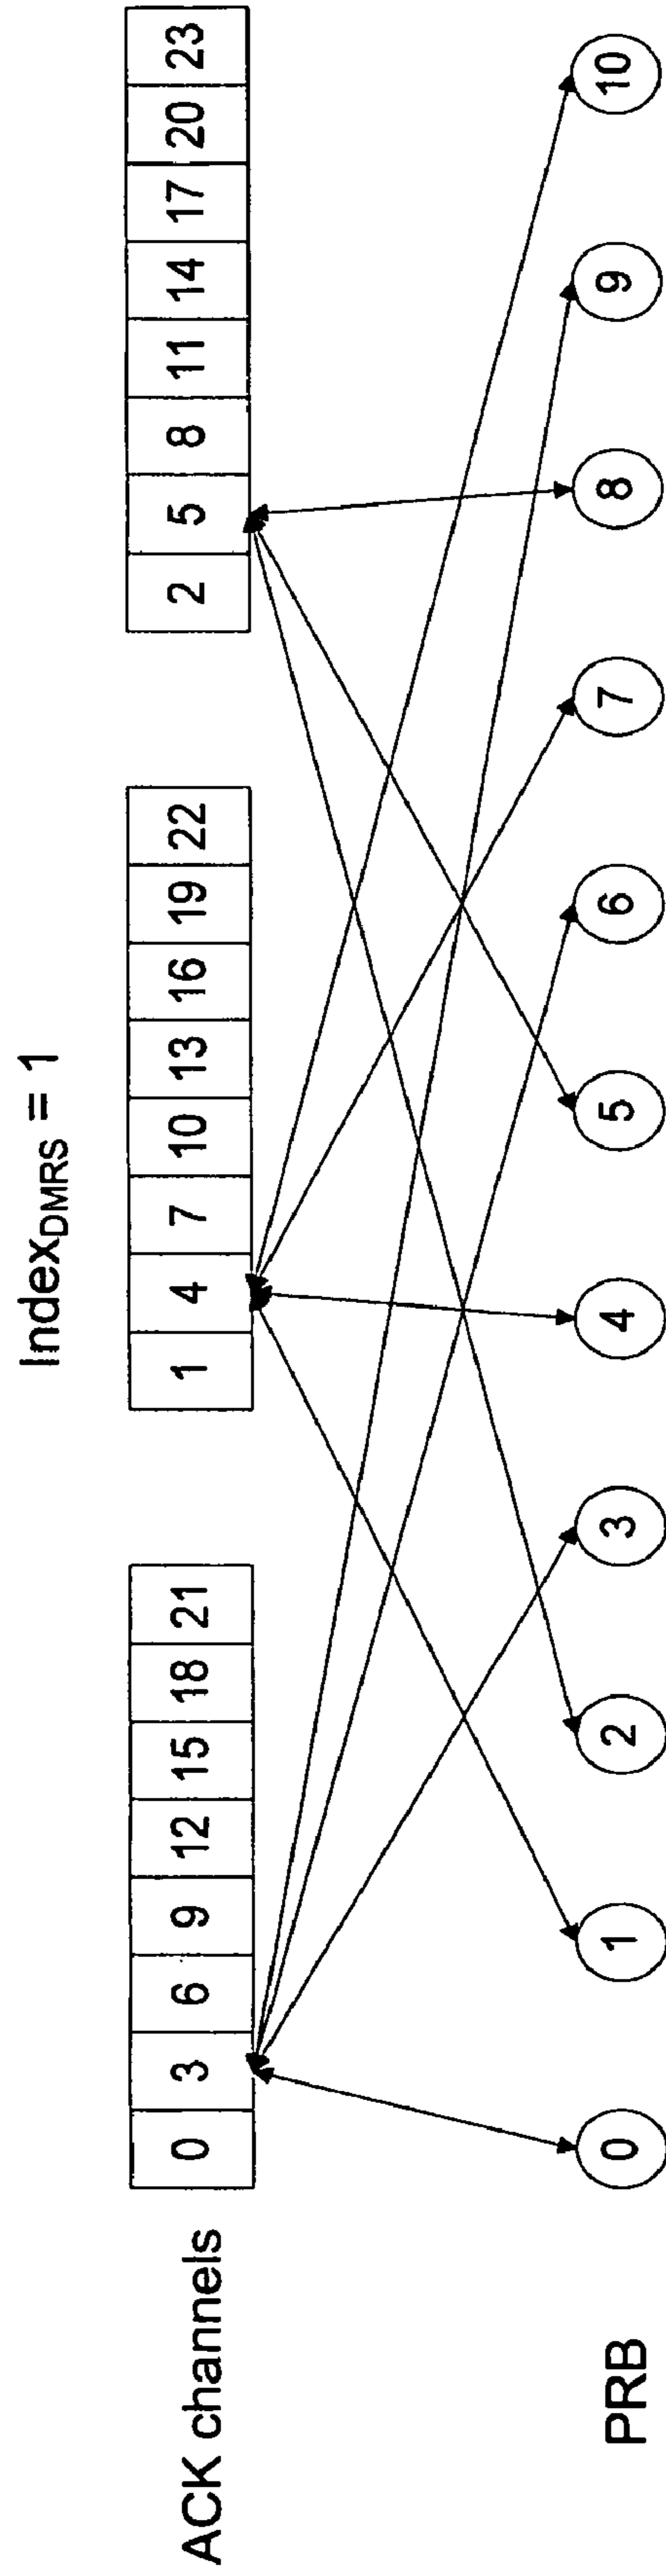 Index_DMRS = 1
ACK channels
0 3 6 9 12 15 18 21
1 4 7 10 13 16 19 22
2 5 8 11 14 17 20 23
PRB
0 1 2 3 4 5 6 7 8 9 10